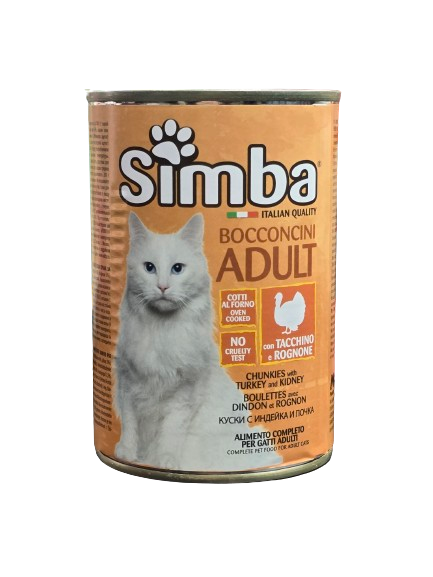 Simba®
ITALIAN QUALITY
BOCCONCINI
ADULT
COTTI
AL FORNO
OVEN
COOKED
NO
CRUELTY
TEST
con TACCHINO
e ROGNONE
CHUNKIES with
TURKEY and KIDNEY
BOULETTES avec
DINDON et ROGNON
КУСКИ С ИНДЕЙКА И ПОЧКА
ALIMENTO COMPLETO
PER GATTI ADULTI
COMPLETE PET FOOD FOR ADULT CATS